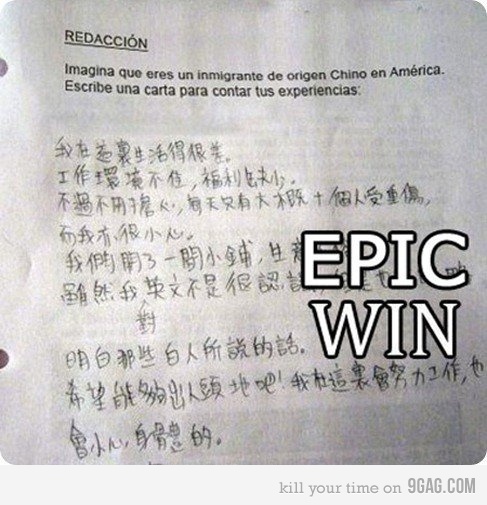 REDACCIÓN
Imagina que eres un inmigrante de origen Chino en América.
Escribe una carta para contar tus experiencias:
我在這裏生活得很差。
工作環境不佳，福利缺少。
不過不用擔心，每天只有大概十個人受重傷，
而我有很小心。
我們開了一間小鋪，生意
雖然我對英文不是很認識
明白那些白人所說的話。
希望能夠出人頭地吧！我在這裏會努力工作，也
會小心身體的。
EPIC
WIN
kill your time on 9GAG.COM